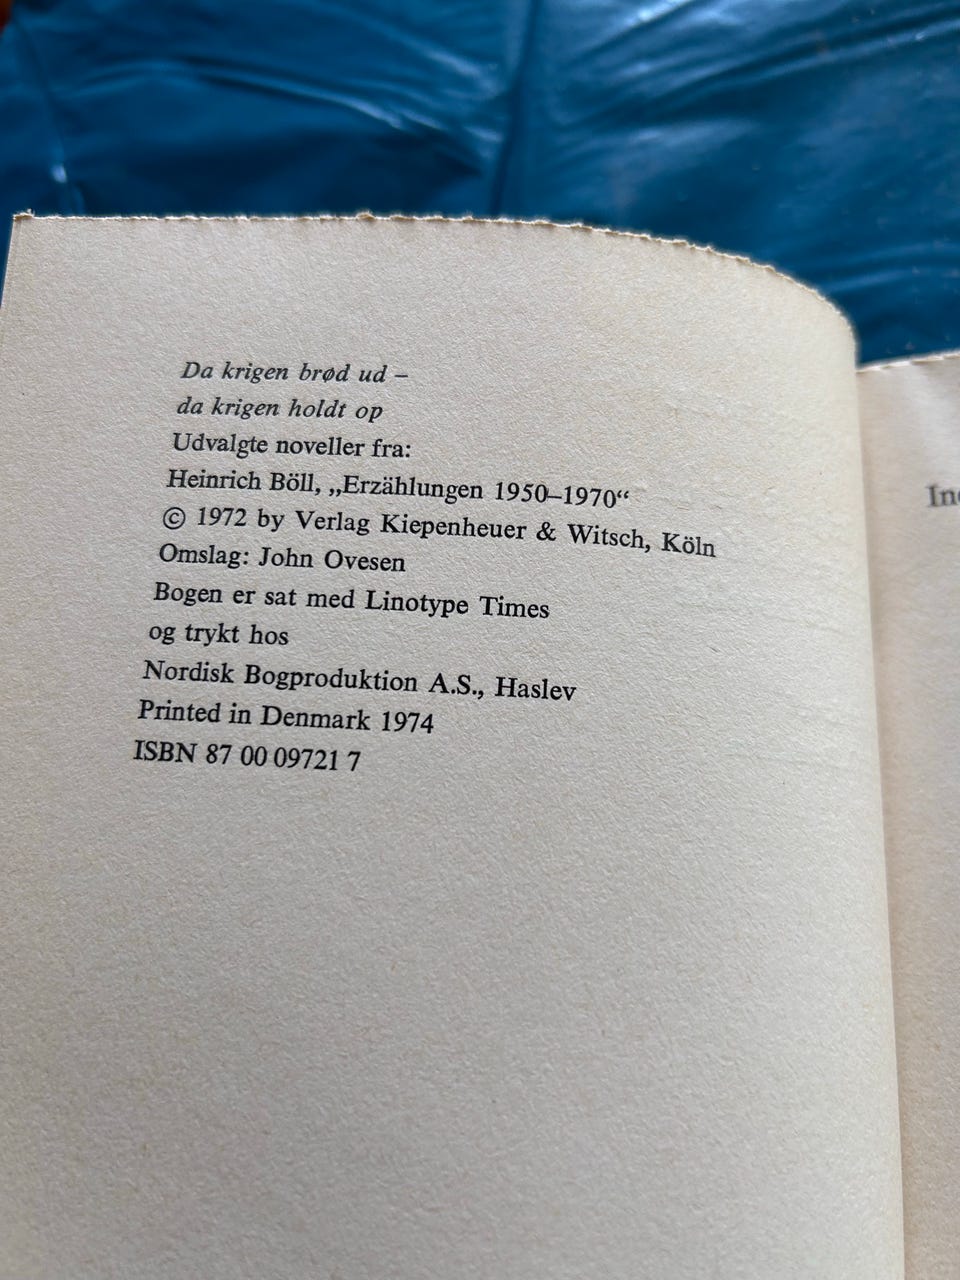 Da krigen brød ud –
da krigen holdt op
Udvalgte noveller fra:
Heinrich Böll, „Erzählungen 1950–1970“
© 1972 by Verlag Kiepenheuer & Witsch, Köln
Omslag: John Ovesen
Bogen er sat med Linotype Times
og trykt hos
Nordisk Bogproduktion A.S., Haslev
Printed in Denmark 1974
ISBN 87 00 09721 7